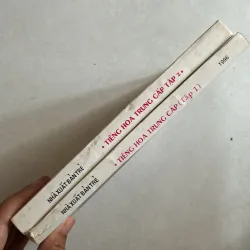 NHÀ XUẤT BẢN TRẺ • TIẾNG HOA TRUNG CẤP TẬP 2 •
NHÀ XUẤT BẢN TRẺ • TIẾNG HOA TRUNG CẤP (TẬP 1) 1996